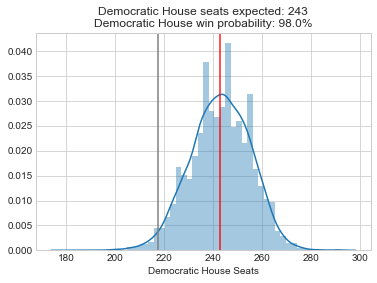 Democratic House seats expected: 243
Democratic House win probability: 98.0%
0.040
0.035
0.030
0.025
0.020
0.015
0.010
0.005
0.000
180 200 220 240 260 280 300
Democratic House Seats